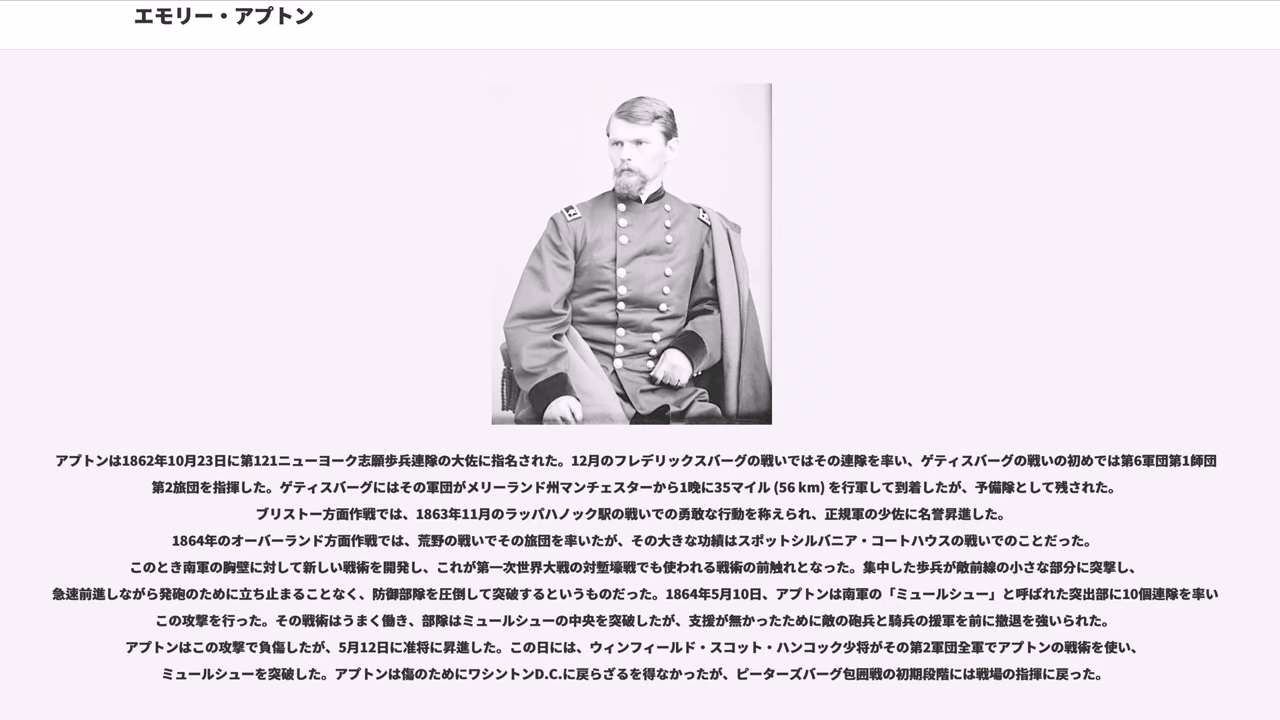 エモリー・アプトン
アプトンは1862年10月23日に第121ニューヨーク志願歩兵連隊の大佐に指名された。12月のフレデリックスバーグの戦いではその連隊を率い、ゲティスバーグの戦いの初めでは第6軍団第1師団
第2旅団を指揮した。ゲティスバーグにはその軍団がメリーランド州マンチェスターから1晩に35マイル (56 km) を行軍して到着したが、予備隊として残された。
ブリストー方面作戦では、1863年11月のラッパハノック駅の戦いでの勇敢な行動を称えられ、正規軍の少佐に名誉昇進した。
1864年のオーバーランド方面作戦では、荒野の戦いでその旅団を率いたが、その大きな功績はスポットシルバニア・コートハウスの戦いでのことだった。
このとき南軍の胸壁に対して新しい戦術を開発し、これが第一次世界大戦の対塹壕戦でも使われる戦術の前触れとなった。集中した歩兵が敵前線の小さな部分に突撃し、
急速前進しながら発砲のために立ち止まることなく、防御部隊を圧倒して突破するというものだった。1864年5月10日、アプトンは南軍の「ミュールシュー」と呼ばれた突出部に10個連隊を率い
この攻撃を行った。その戦術はうまく働き、部隊はミュールシューの中央を突破したが、支援が無かったために敵の砲兵と騎兵の援軍を前に撤退を強いられた。
アプトンはこの攻撃で負傷したが、5月12日に准将に昇進した。この日には、ウィンフィールド・スコット・ハンコック少将がその第2軍団全軍でアプトンの戦術を使い、
ミュールシューを突破した。アプトンは傷のためにワシントンD.C.に戻らざるを得なかったが、ピーターズバーグ包囲戦の初期段階には戦場の指揮に戻った。